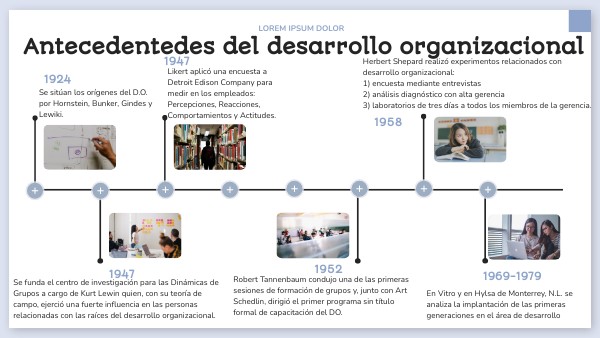 LOREM IPSUM DOLOR
Antecedentedes del desarrollo organizacional
1924
Se sitúan los orígenes del D.O.
por Hornstein, Bunker, Gindes y
Lewiki.
1947
Likert aplicó una encuesta a
Detroit Edison Company para
medir en los empleados:
Percepciones, Reacciones,
Comportamientos y Actitudes.
Herbert Shepard realizó experimentos relacionados con
desarrollo organizacional:
1) encuesta mediante entrevistas
2) análisis diagnóstico con alta gerencia
3) laboratorios de tres días a todos los miembros de la gerencia.
1958
1947
Se funda el centro de investigación para las Dinámicas de
Grupos a cargo de Kurt Lewin quien, con su teoría de
campo, ejerció una fuerte influencia en las personas
relacionadas con las raíces del desarrollo organizacional.
1952
Robert Tannenbaum condujo una de las primeras
sesiones de formación de grupos y, junto con Art
Schedlin, dirigió el primer programa sin título
formal de capacitación del DO.
1969-1979
En Vitro y en Hylsa de Monterrey, N.L. se
analiza la implantación de las primeras
generaciones en el área de desarrollo